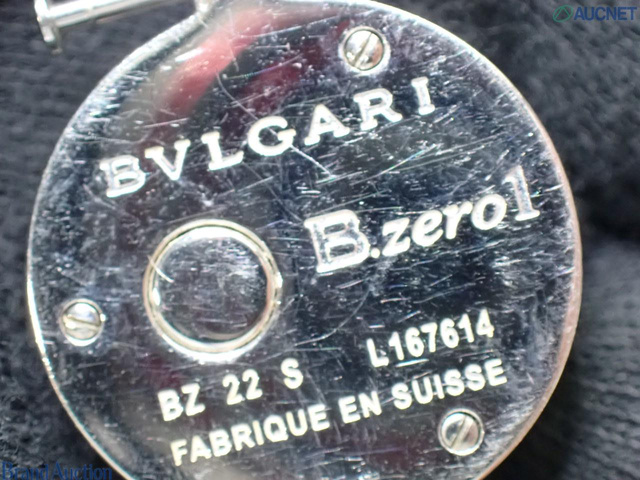 AUCNET
BVLGARI
B.zero1
BZ 22 S L167614
FABRIQUE EN SUISSE
Brand Auction